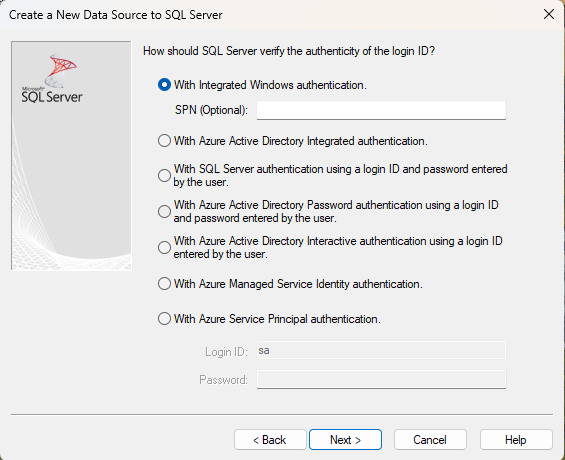 Create a New Data Source to SQL Server
Microsoft
SQL Server
How should SQL Server verify the authenticity of the login ID?
With Integrated Windows authentication.
SPN (Optional):
With Azure Active Directory Integrated authentication.
With SQL Server authentication using a login ID and password entered
by the user.
With Azure Active Directory Password authentication using a login ID
and password entered by the user.
With Azure Active Directory Interactive authentication using a login ID
entered by the user.
With Azure Managed Service Identity authentication.
With Azure Service Principal authentication.
Login ID: sa
Password:
< Back Next > Cancel Help